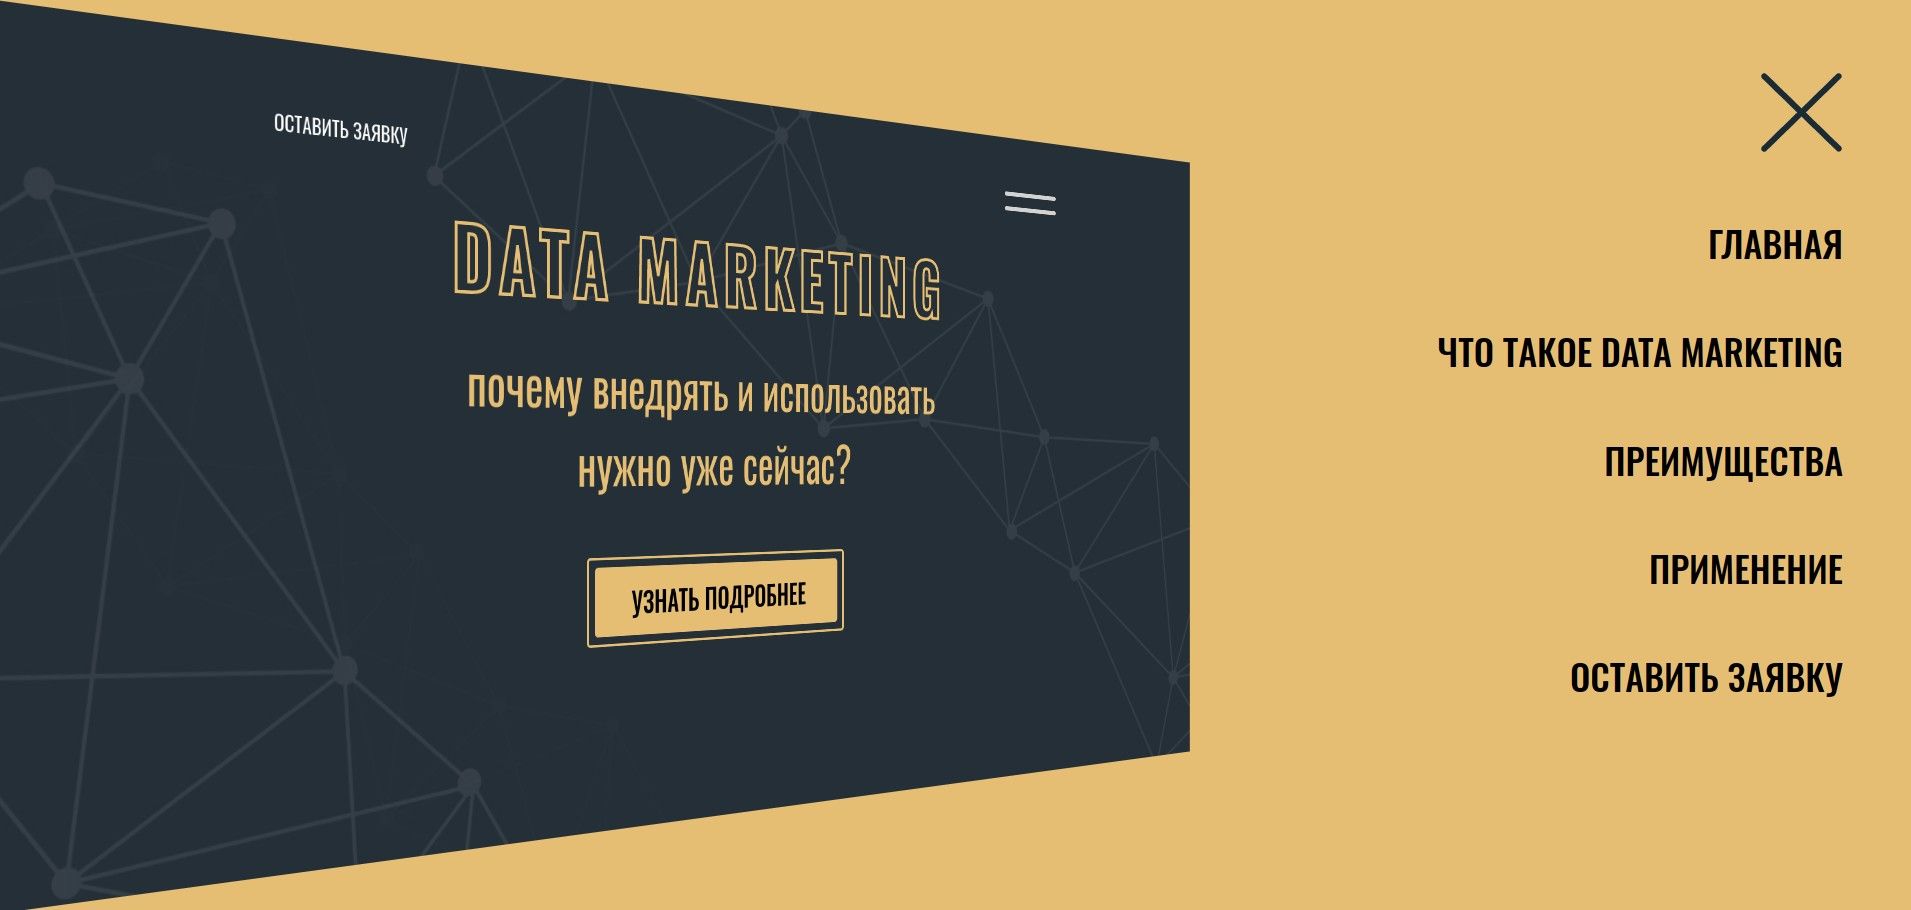 ОСТАВИТЬ ЗАЯВКУ
DATA MARKETING
почему внедрять и использовать
нужно уже сейчас?
УЗНАТЬ ПОДРОБНЕЕ
ГЛАВНАЯ
ЧТО ТАКОЕ DATA MARKETING
ПРЕИМУЩЕСТВА
ПРИМЕНЕНИЕ
ОСТАВИТЬ ЗАЯВКУ